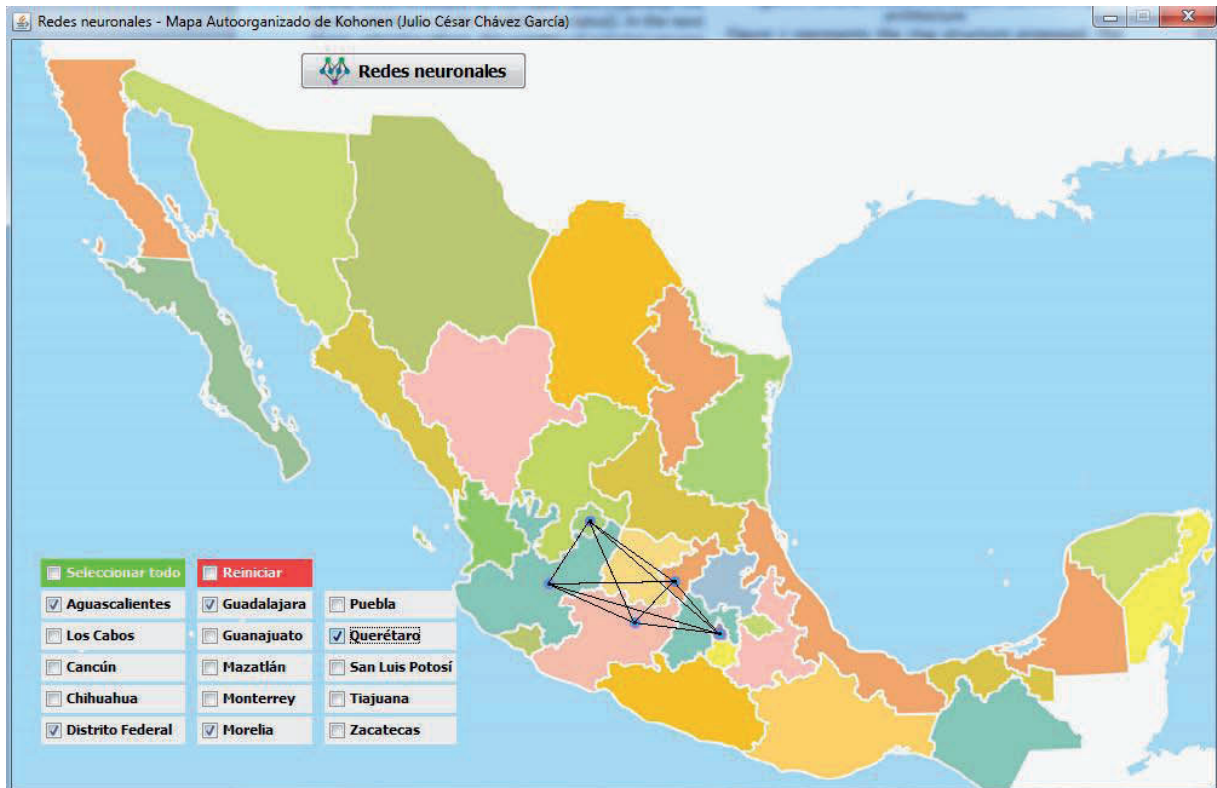 Redes neuronales - Mapa Autoorganizado de Kohonen (Julio César Chávez García)
Redes neuronales
Seleccionar todo Reiniciar
Aguascalientes Guadalajara Puebla
Los Cabos Guanajuato Querétaro
Cancún Mazatlán San Luis Potosí
Chihuahua Monterrey Tiajuana
Distrito Federal Morelia Zacatecas